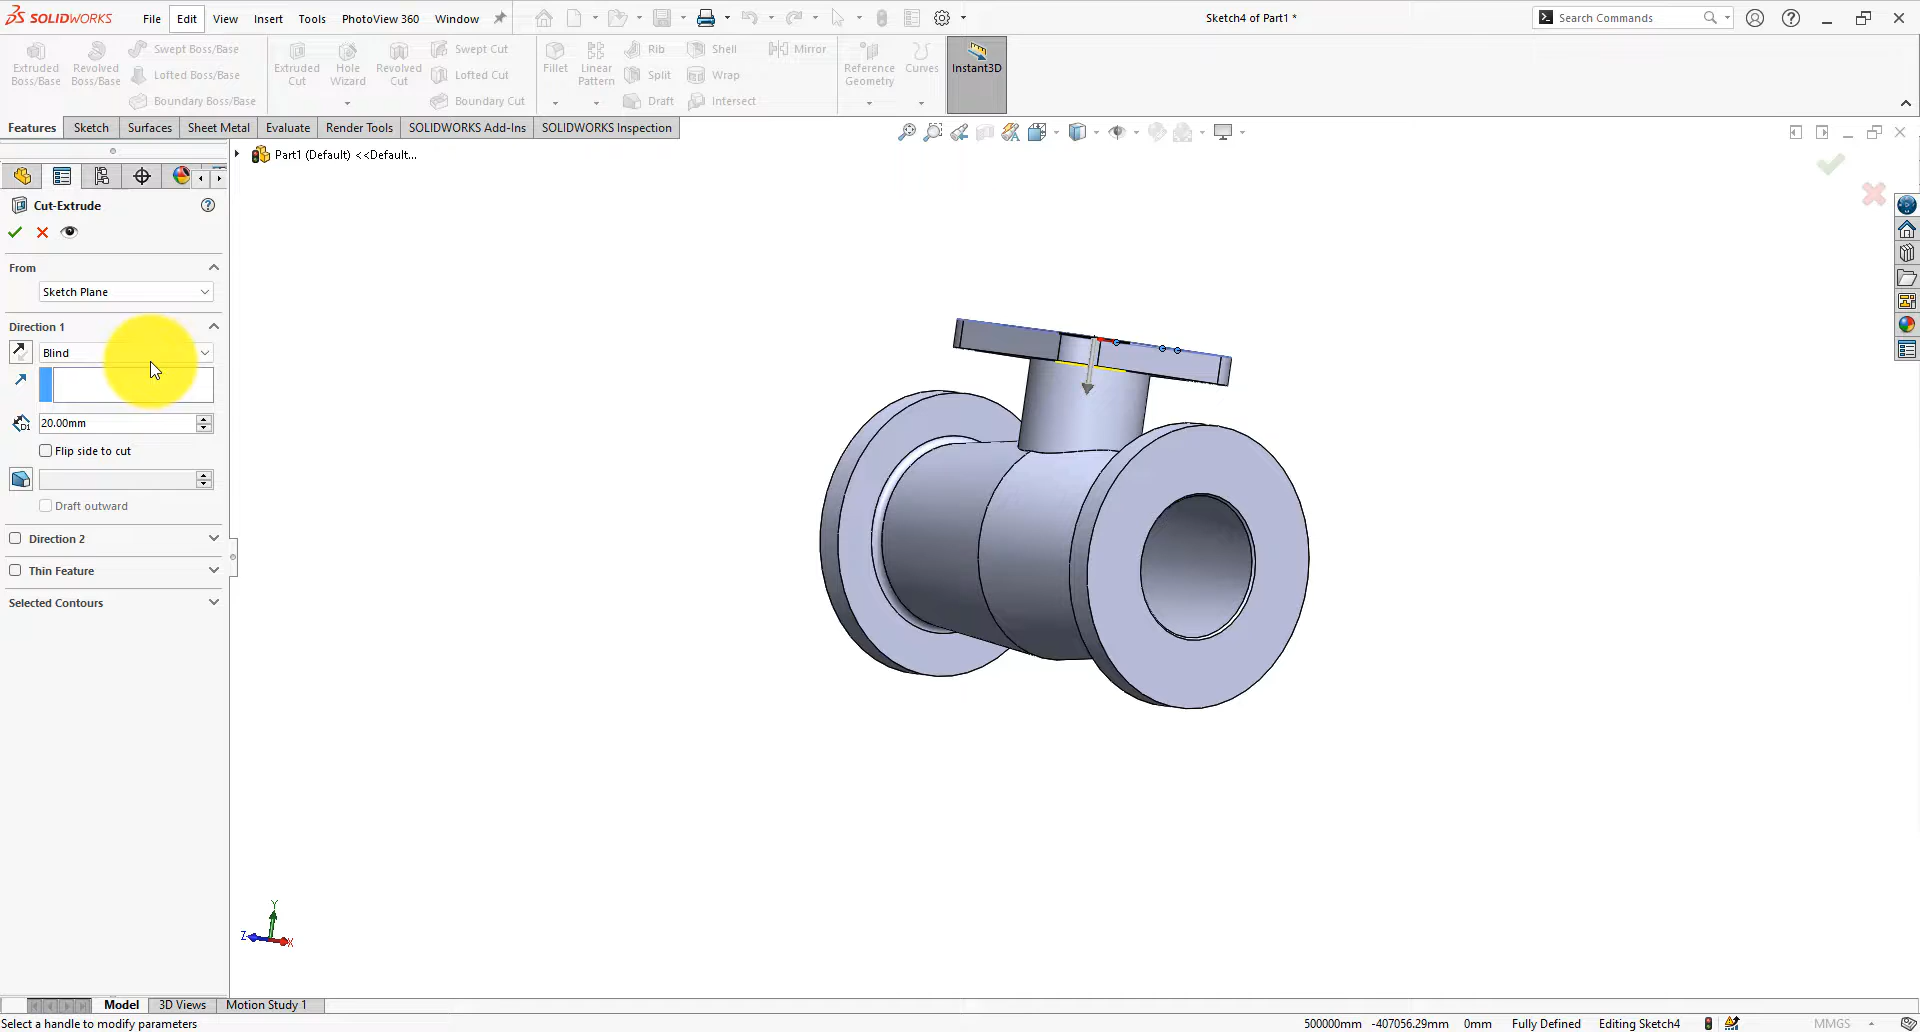 SOLIDWORKS File Edit View Insert Tools PhotoView 360 Window Sketch4 of Part1 * Search Commands
Extruded Boss/Base
Revolved Boss/Base
Swept Boss/Base
Lofted Boss/Base
Boundary Boss/Base
Extruded Cut
Hole Wizard
Revolved Cut
Swept Cut
Lofted Cut
Boundary Cut
Fillet
Linear Pattern
Rib
Split
Draft
Shell
Wrap
Intersect
Mirror
Reference Geometry
Curves
Instant3D
Features Sketch Surfaces Sheet Metal Evaluate Render Tools SOLIDWORKS Add-Ins SOLIDWORKS Inspection
Part1 (Default) <<Default...
Cut-Extrude
From
Sketch Plane
Direction 1
Blind
D1
20.00mm
Flip side to cut
Draft outward
Direction 2
Thin Feature
Selected Contours
Y
Z
X
Model 3D Views Motion Study 1
Select a handle to modify parameters 500000mm -407056.29mm 0mm Fully Defined Editing Sketch4 MMGS